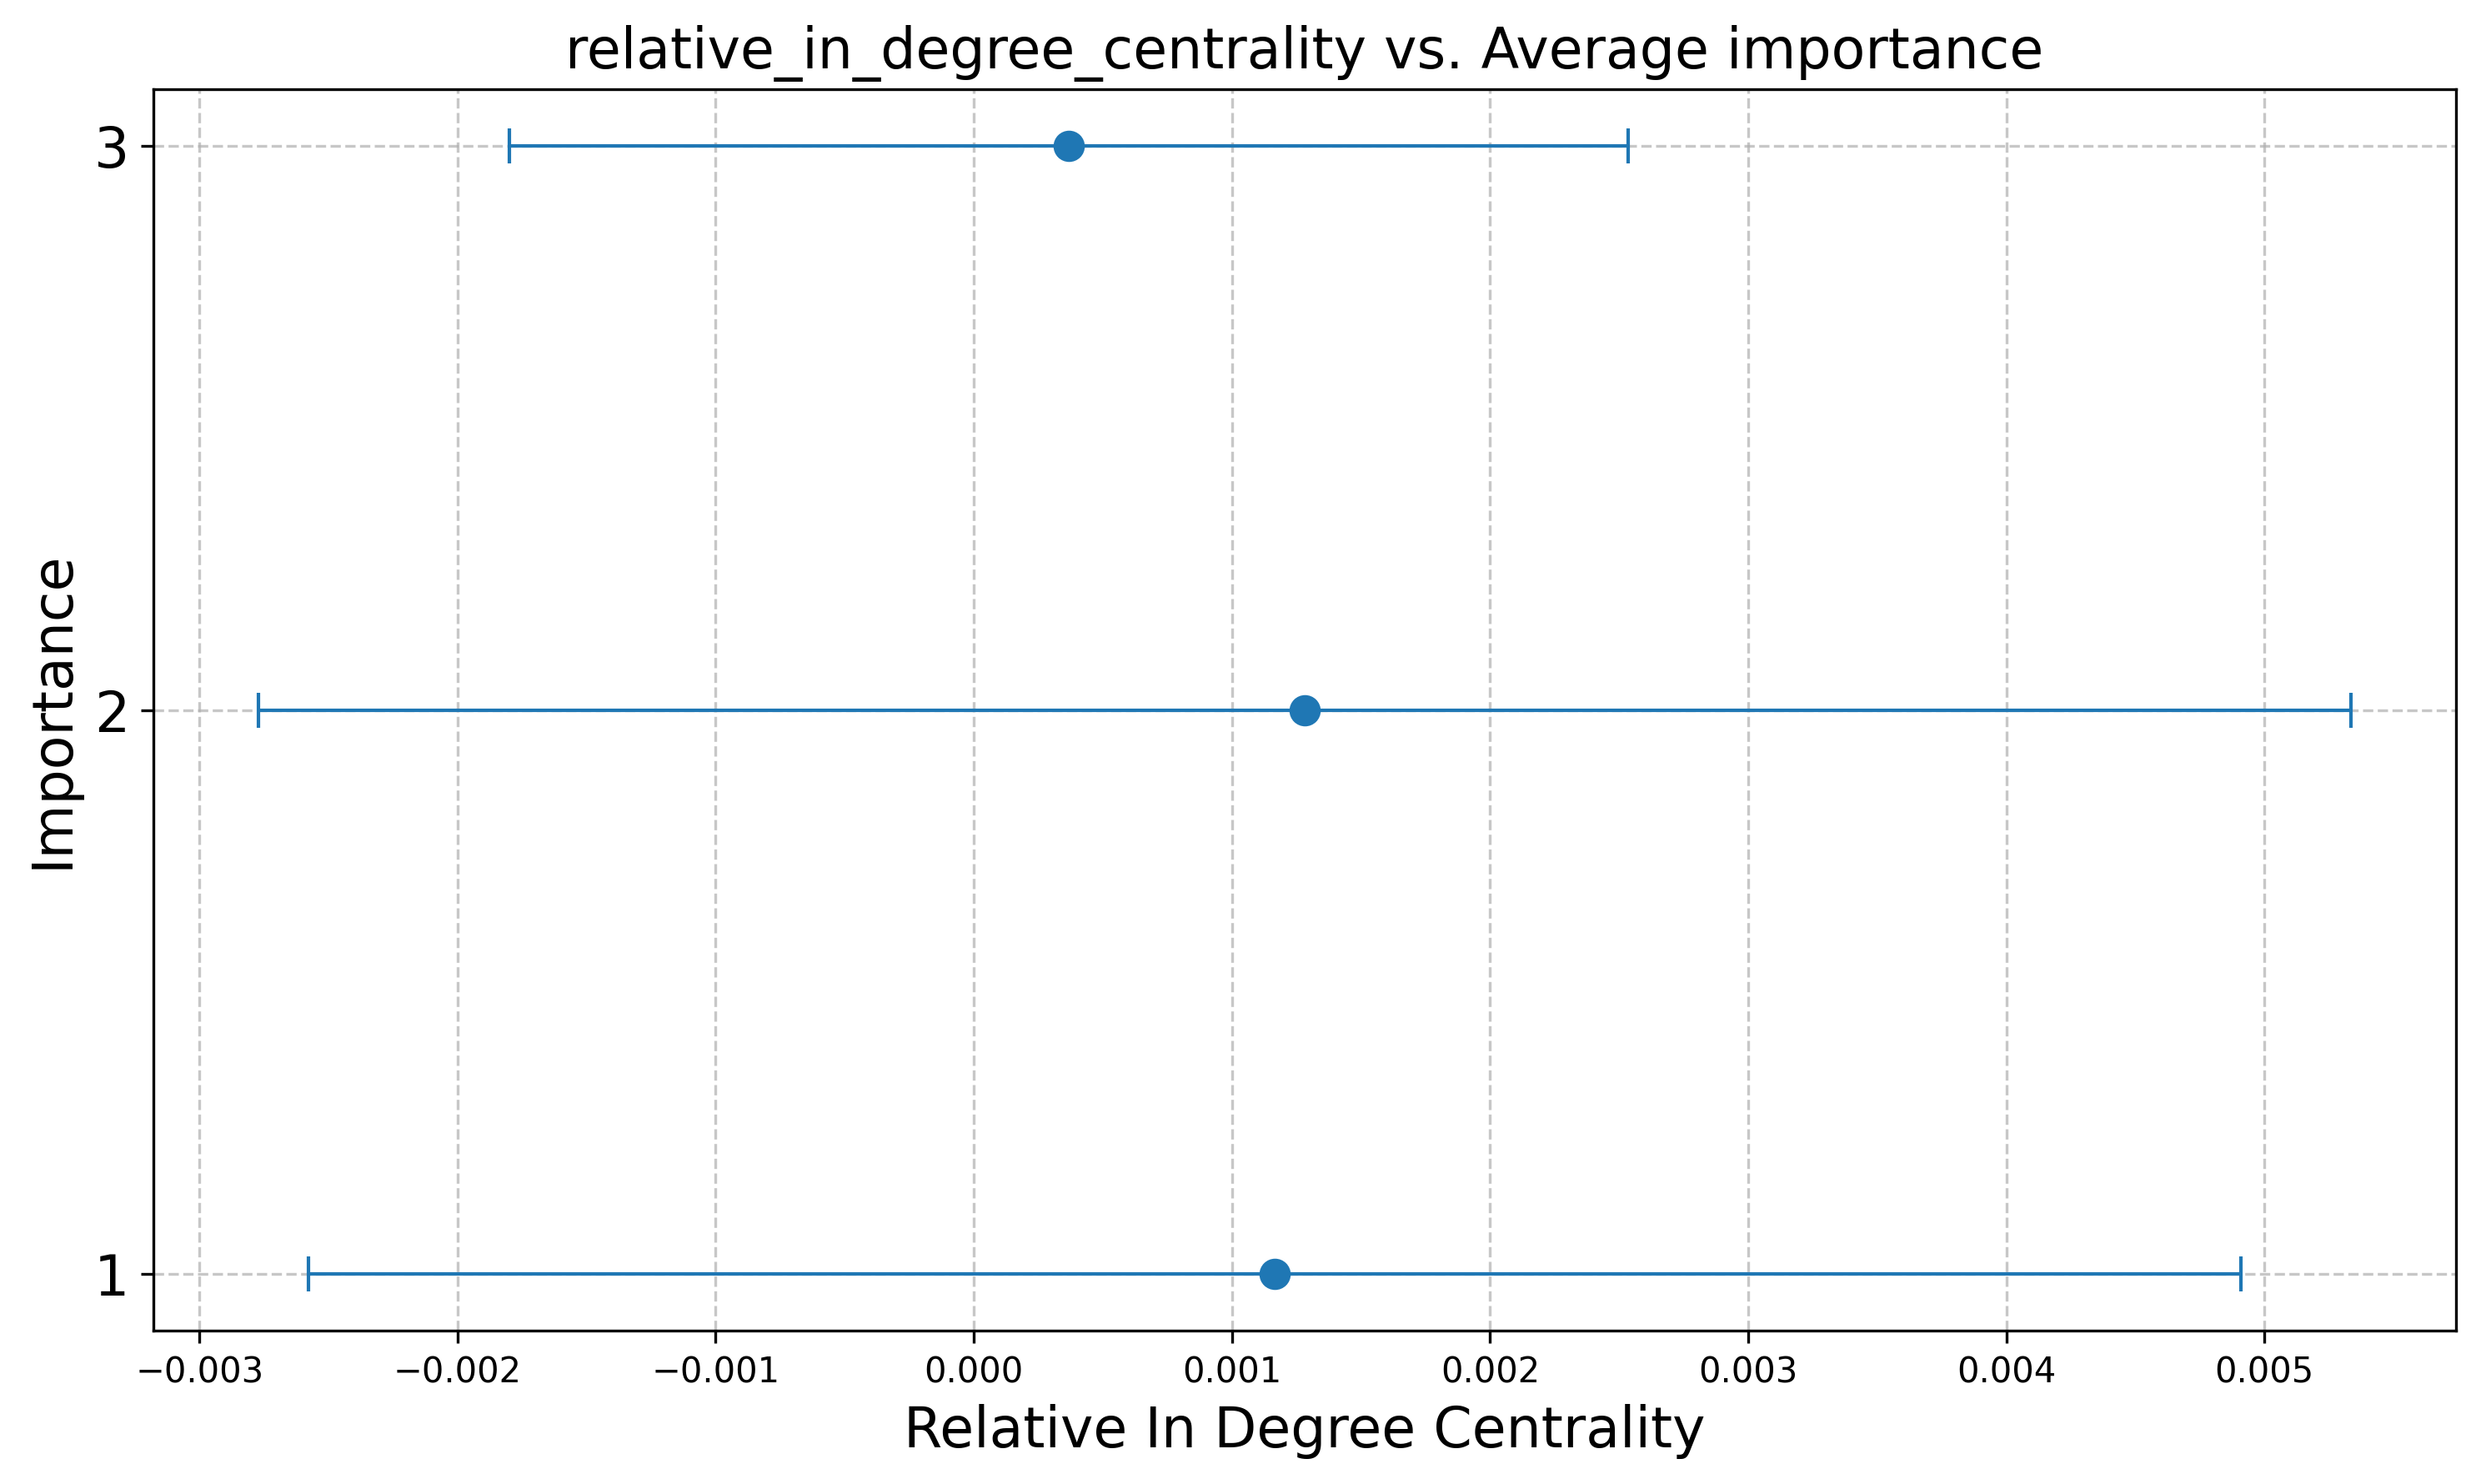 relative_in_degree_centrality vs. Average importance
3
2
1
Importance
−0.003 −0.002 −0.001 0.000 0.001 0.002 0.003 0.004 0.005
Relative In Degree Centrality